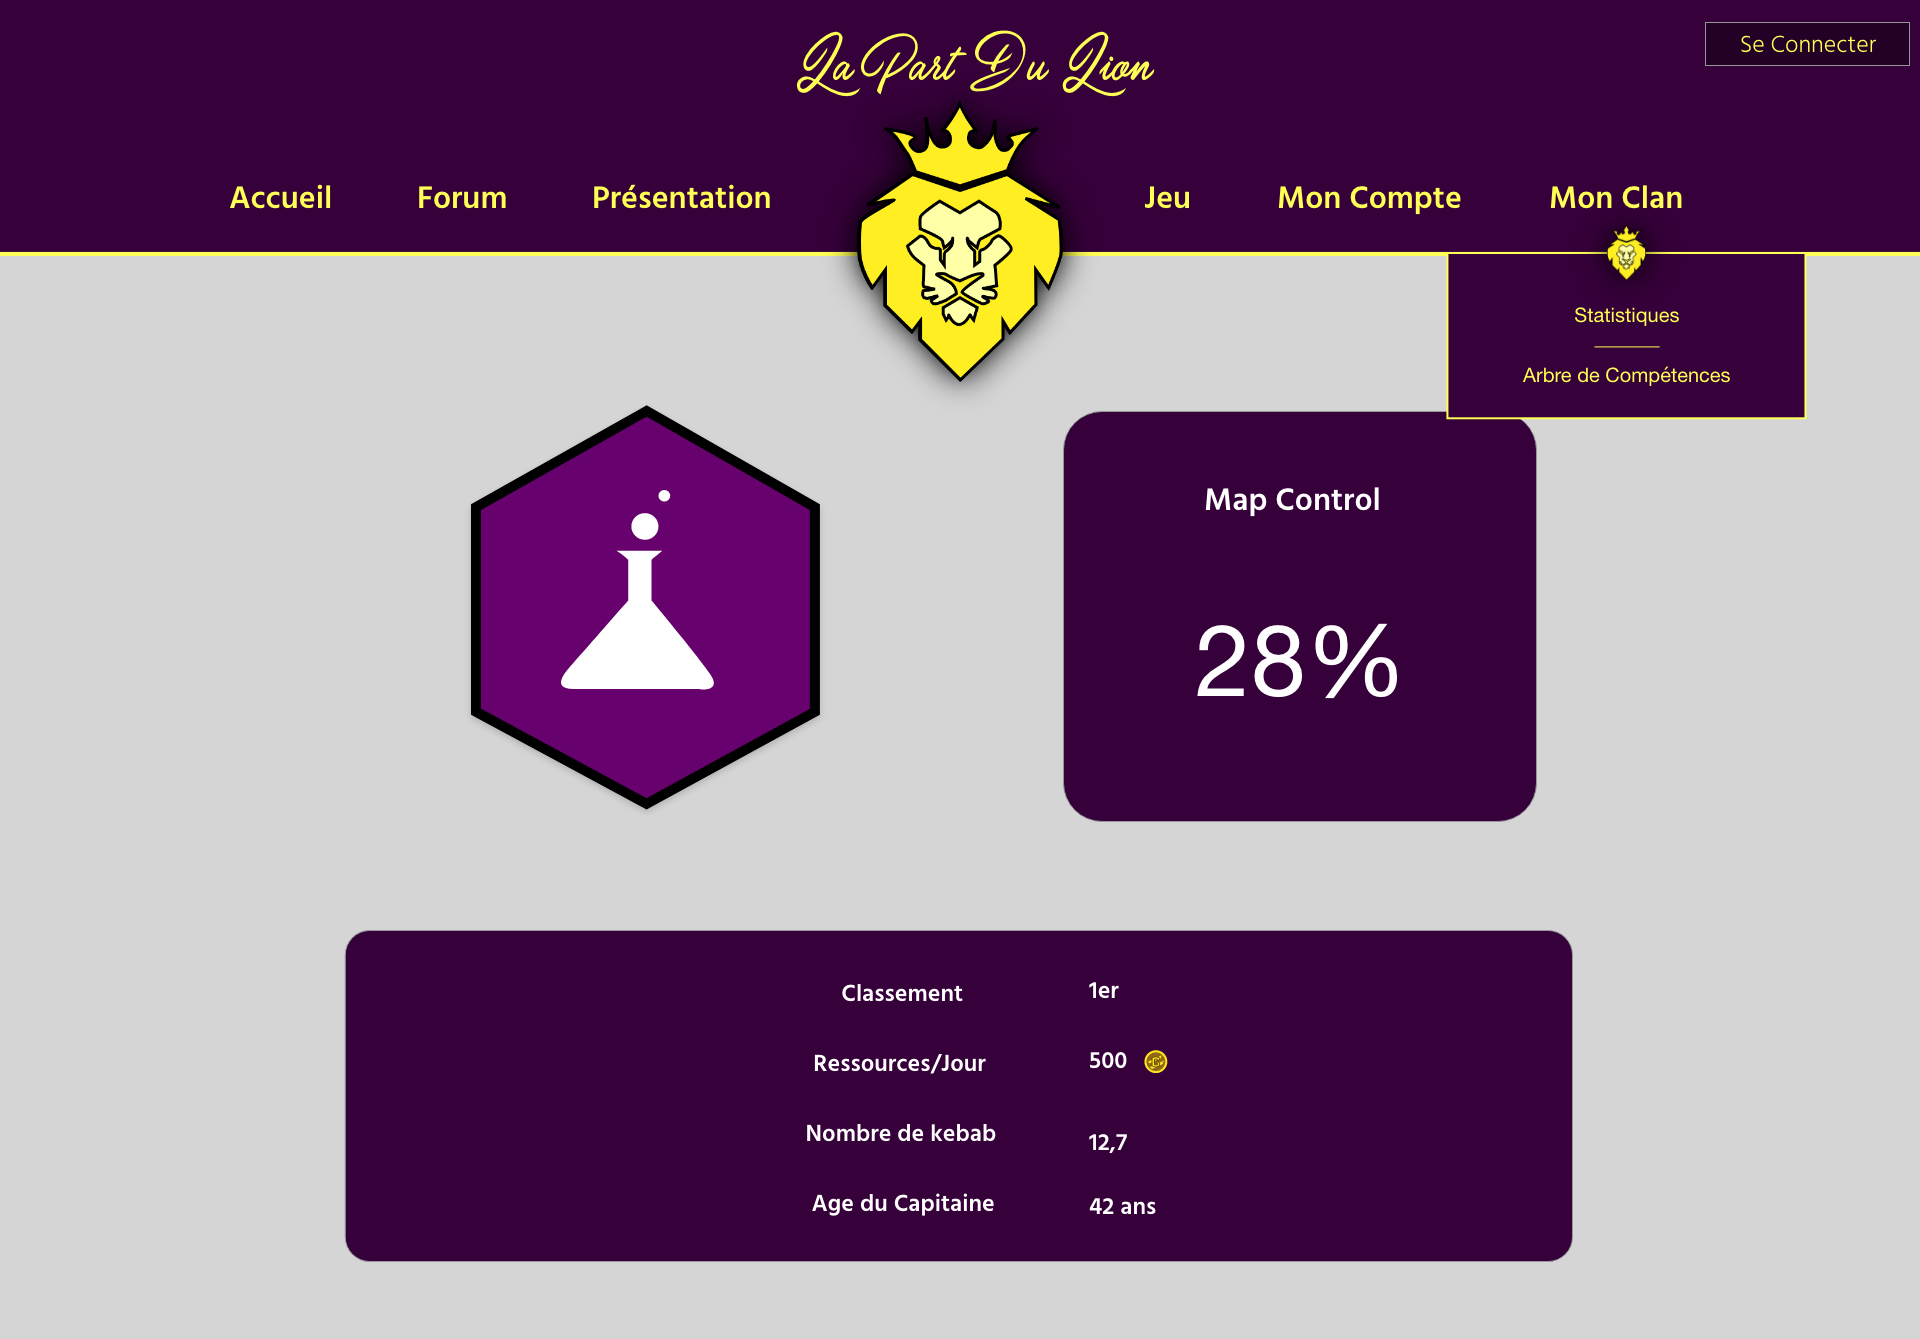 La Part Du Lion
Se Connecter
Accueil
Forum
Présentation
Jeu
Mon Compte
Mon Clan
Statistiques
Arbre de Compétences
Map Control
28%
Classement
1er
Ressources/Jour
500
Nombre de kebab
12,7
Age du Capitaine
42 ans